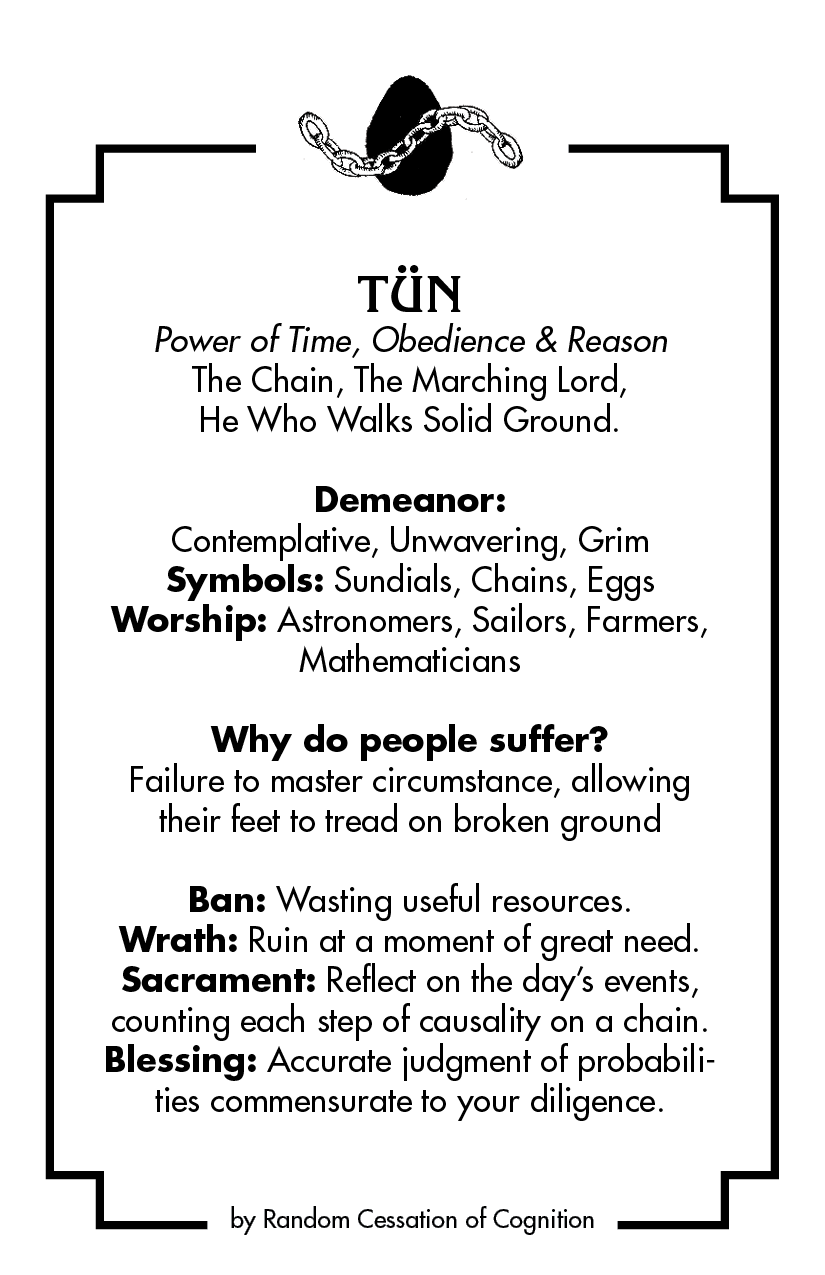 TÜN
Power of Time, Obedience & Reason
The Chain, The Marching Lord,
He Who Walks Solid Ground.
Demeanor:
Contemplative, Unwavering, Grim
Symbols: Sundials, Chains, Eggs
Worship: Astronomers, Sailors, Farmers,
Mathematicians
Why do people suffer?
Failure to master circumstance, allowing
their feet to tread on broken ground
Ban: Wasting useful resources.
Wrath: Ruin at a moment of great need.
Sacrament: Reflect on the day’s events,
counting each step of causality on a chain.
Blessing: Accurate judgment of probabili-
ties commensurate to your diligence.
by Random Cessation of Cognition